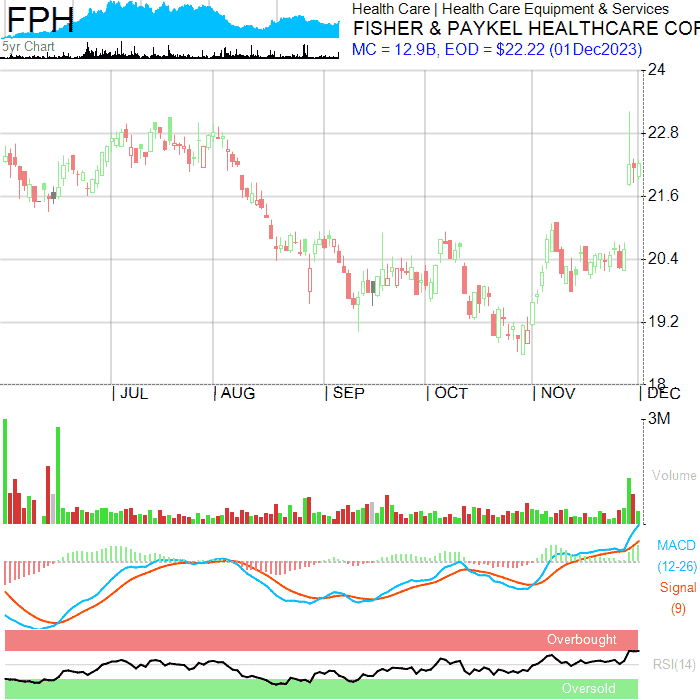 FPH
5yr Chart
Health Care | Health Care Equipment & Services
FISHER & PAYKEL HEALTHCARE COR
MC = 12.9B, EOD = $22.22 (01Dec2023)
24
22.8
21.6
20.4
19.2
18
JUL AUG SEP OCT NOV DEC
3M
Volume
MACD
(12-26)
Signal
(9)
Overbought
RSI(14)
Oversold